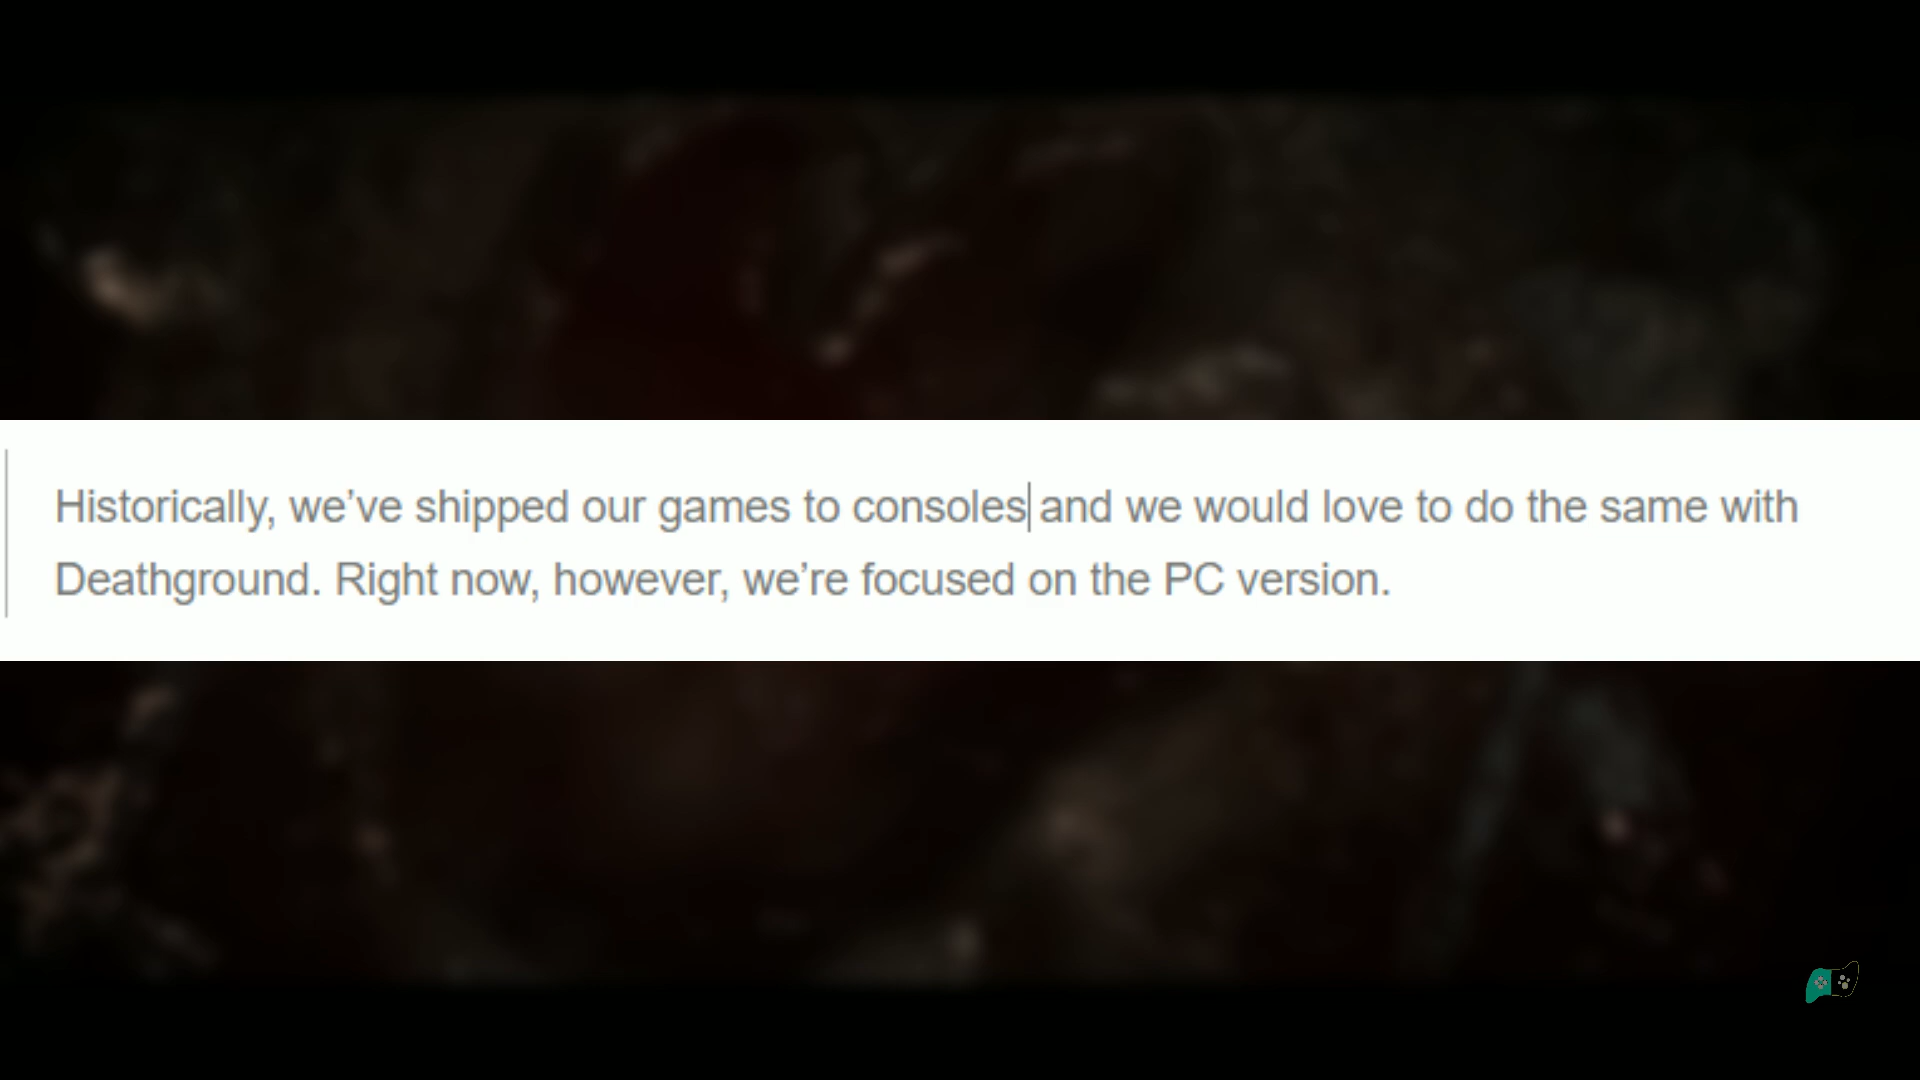 Historically, we’ve shipped our games to consoles and we would love to do the same with
Deathground. Right now, however, we’re focused on the PC version.